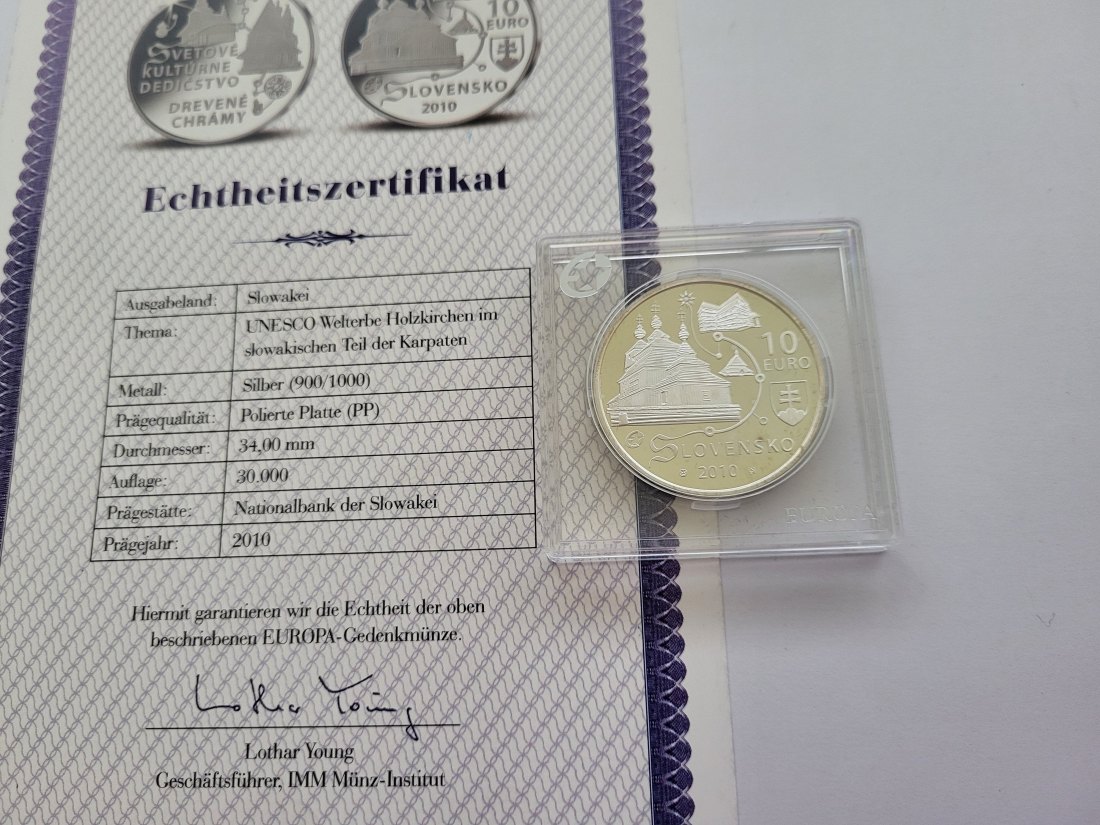 SVETOVÉ
KULTÚRNE
DEDIČSTVO
DREVENÉ
CHRÁMY
10
EURO
SLOVENSKO
2010
Echtheitszertifikat
Ausgabeland: Slowakei
Thema: UNESCO Welterbe Holzkirchen im
slowakischen Teil der Karpaten
Metall: Silber (900/1000)
Prägequalität: Polierte Platte (PP)
Durchmesser: 34,00 mm
Auflage: 30.000
Prägestätte: Nationalbank der Slowakei
Prägejahr: 2010
Hiermit garantieren wir die Echtheit der oben
beschriebenen EUROPA-Gedenkmünze.
Lothar Young
Lothar Young
Geschäftsführer, IMM Münz-Institut
10
EURO
SLOVENSKO
2010
EUROPA